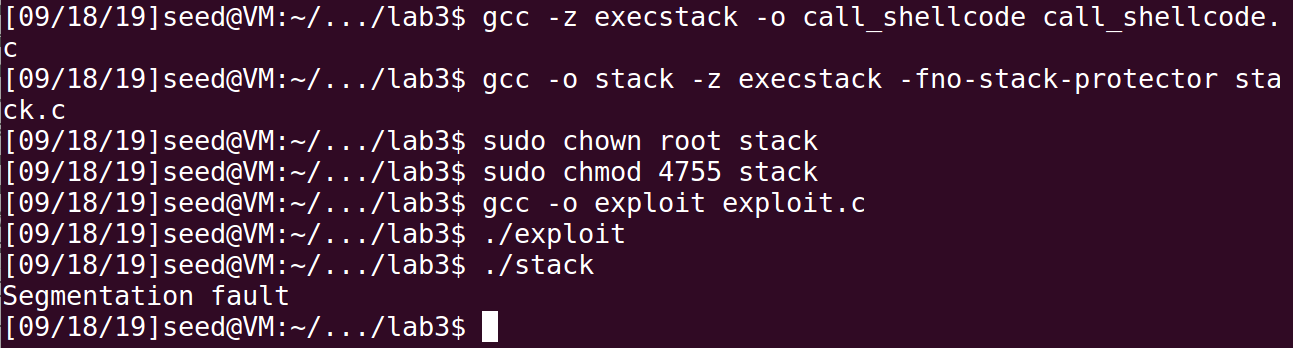 [09/18/19]seed@VM:~/.../lab3$ gcc -z execstack -o call_shellcode call_shellcode.
c
[09/18/19]seed@VM:~/.../lab3$ gcc -o stack -z execstack -fno-stack-protector sta
ck.c
[09/18/19]seed@VM:~/.../lab3$ sudo chown root stack
[09/18/19]seed@VM:~/.../lab3$ sudo chmod 4755 stack
[09/18/19]seed@VM:~/.../lab3$ gcc -o exploit exploit.c
[09/18/19]seed@VM:~/.../lab3$ ./exploit
[09/18/19]seed@VM:~/.../lab3$ ./stack
Segmentation fault
[09/18/19]seed@VM:~/.../lab3$